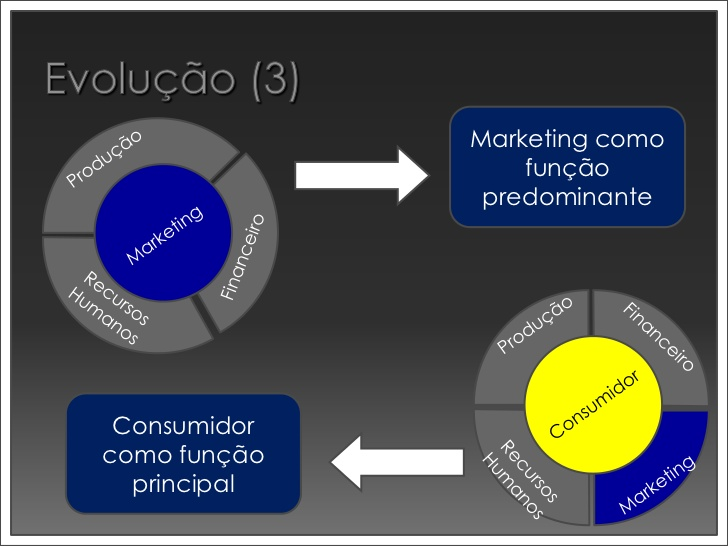 Evolução (3)
Produção
Marketing
Financeiro
Recursos
Humanos
Marketing como
função
predominante
Produção
Financeiro
Consumidor
Recursos
Humanos
Marketing
Consumidor
como função
principal